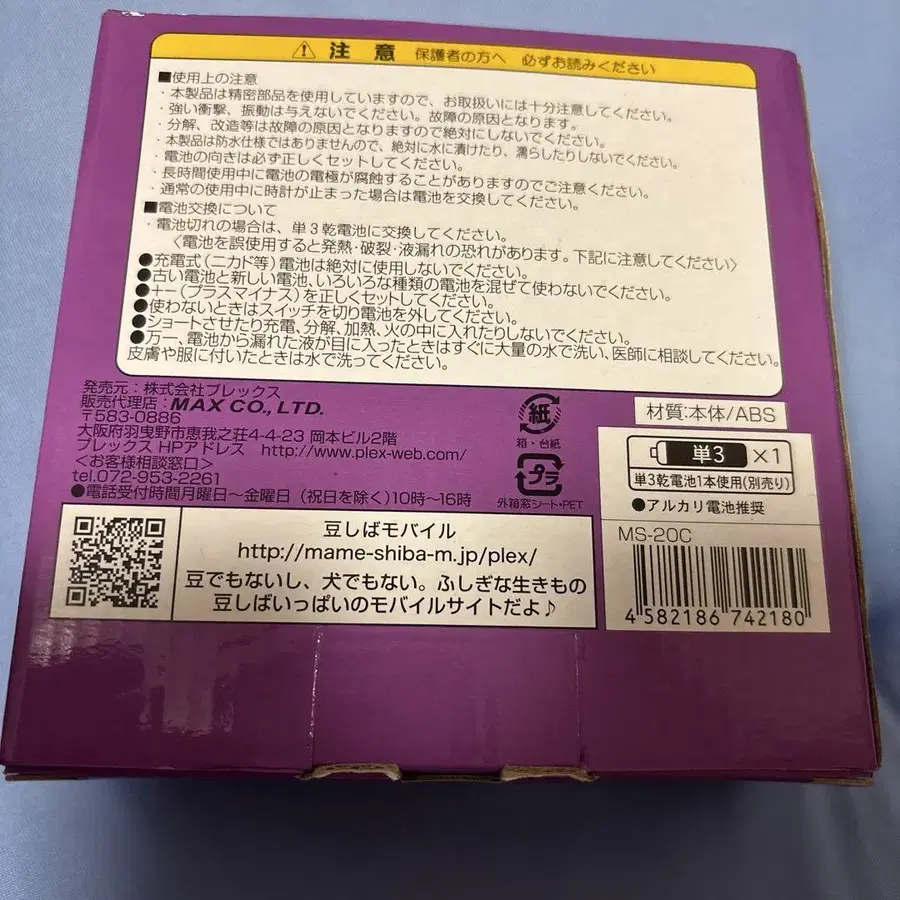 注意 保護者の方へ 必ずお読みください
■使用上の注意
・本製品は精密部品を使用していますので、お取扱いには十分注意してください。
・強い衝撃、振動は与えないでください。故障の原因となります。
・分解、改造等は故障の原因となりますので絶対にしないでください。
・本製品は防水仕様ではありませんので、絶対に水に漬けたり、濡らしたりしないでください。
・電池の向きは必ず正しくセットしてください。
・長時間使用中に電池の電極が腐蝕することがありますのでご注意ください。
・通常の使用中に時計が止まった場合は電池を交換してください。
■電池交換について
・電池切れの場合は、単3乾電池に交換してください。
〈電池を誤使用すると発熱・破裂・液漏れの恐れがあります。下記に注意してください〉
●充電式(ニカド等)電池は絶対に使用しないでください。
●古い電池と新しい電池、いろいろな種類の電池を混ぜて使わないでください。
●+-(プラスマイナス)を正しくセットしてください。
●使わないときはスイッチを切り電池を外してください。
●ショートさせたり充電、分解、加熱、火の中に入れたりしないでください。
●万一、電池から漏れた液が目に入ったときはすぐに大量の水で洗い、医師に相談してください。
皮膚や服に付いたときは水で洗ってください。
発売元:株式会社プレックス
販売代理店:MAX CO., LTD.
〒583-0886
大阪府羽曳野市恵我之荘4-4-23 岡本ビル2階
プレックス HPアドレス http://www.plex-web.com/
<お客様相談窓口>
tel.072-953-2261
●電話受付時間月曜日～金曜日(祝日を除く)10時～16時
紙
箱・台紙
プラ
外箱窓シート・PET
材質:本体/ABS
単3 ×1
単3乾電池1本使用(別売り)
●アルカリ電池推奨
MS-20C
4 582186 742180
豆しばモバイル
http://mame-shiba-m.jp/plex/
豆でもないし、犬でもない。ふしぎな生きもの
豆しばいっぱいのモバイルサイトだよ♪